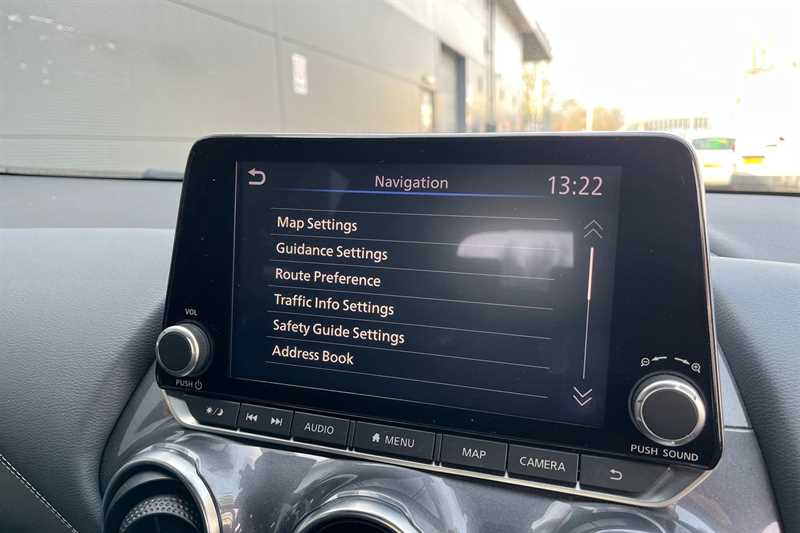 Navigation
13:22
Map Settings
Guidance Settings
Route Preference
Traffic Info Settings
Safety Guide Settings
Address Book
VOL
PUSH
AUDIO
MENU
MAP
CAMERA
PUSH SOUND